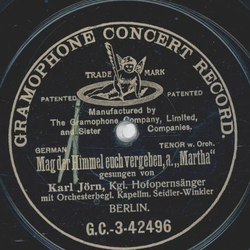 GRAMOPHONE CONCERT RECORD.
TRADE MARK
PATENTED PATENTED
Manufactured by
The Gramophone Company, Limited,
and Sister Companies.
GERMAN TENOR w. Orch.
Mag der Himmel euch vergeben, a. „Martha"
gesungen von
Karl Jörn, Kgl. Hofopernsänger
mit Orchesterbegl. Kapellm. Seidler-Winkler
BERLIN.
G.C.-3-42496